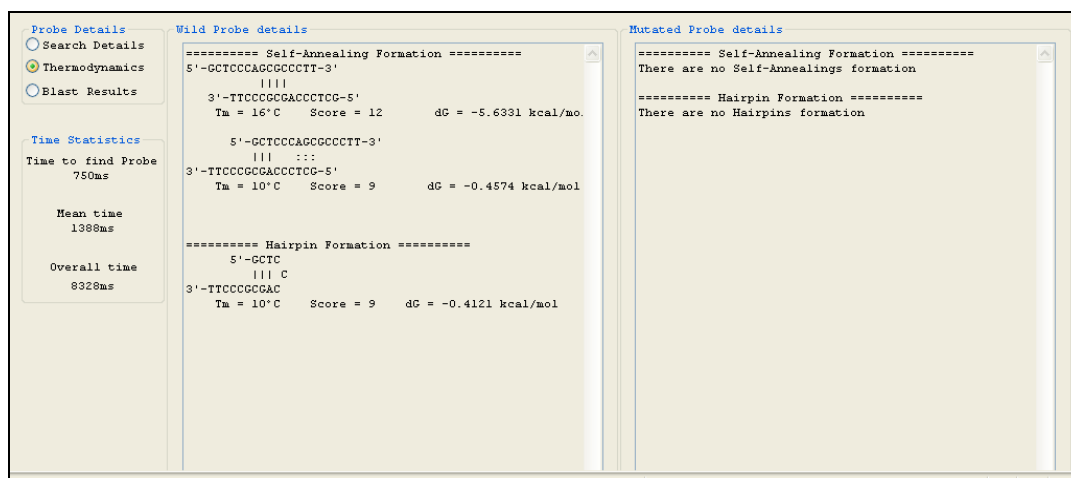 Probe Details
Search Details
Thermodynamics
Blast Results
Time Statistics
Time to find Probe
750ms
Mean time
1388ms
Overall time
8328ms
Wild Probe details
========== Self-Annealing Formation ==========
5'-GCTCCCAGCGCCCTT-3'
||||
3'-TTCCCGCGACCCTCG-5'
Tm = 16°C Score = 12 dG = -5.6331 kcal/mo.
5'-GCTCCCAGCGCCCTT-3'
||| :::
3'-TTCCCGCGACCCTCG-5'
Tm = 10°C Score = 9 dG = -0.4574 kcal/mol
========== Hairpin Formation ==========
5'-GCTC
||| C
3'-TTCCCGCGAC
Tm = 10°C Score = 9 dG = -0.4121 kcal/mol
Mutated Probe details
========== Self-Annealing Formation ==========
There are no Self-Annealings formation
========== Hairpin Formation ==========
There are no Hairpins formation